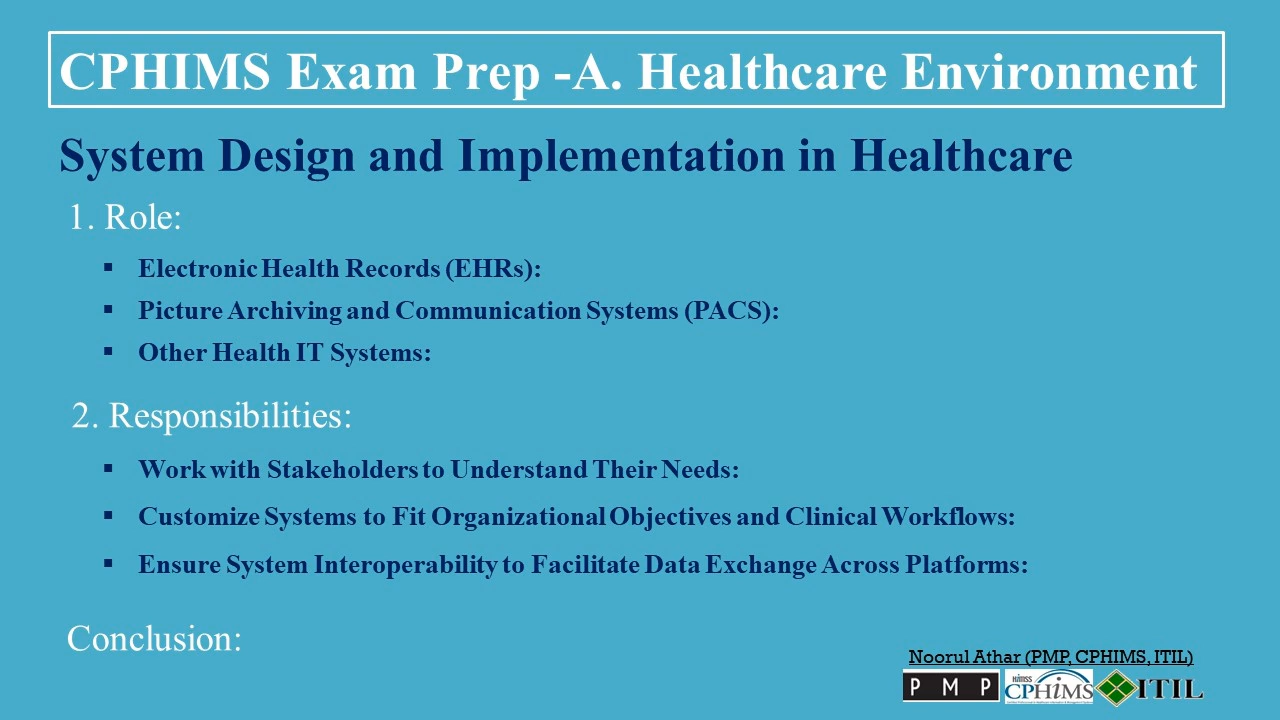 CPHIMS Exam Prep -A. Healthcare Environment
System Design and Implementation in Healthcare
1. Role:
▪ Electronic Health Records (EHRs):
▪ Picture Archiving and Communication Systems (PACS):
▪ Other Health IT Systems:
2. Responsibilities:
▪ Work with Stakeholders to Understand Their Needs:
▪ Customize Systems to Fit Organizational Objectives and Clinical Workflows:
▪ Ensure System Interoperability to Facilitate Data Exchange Across Platforms:
Conclusion:
Noorul Athar (PMP, CPHIMS, ITIL)
PMP
HIMSS
CPHIMS
ITIL